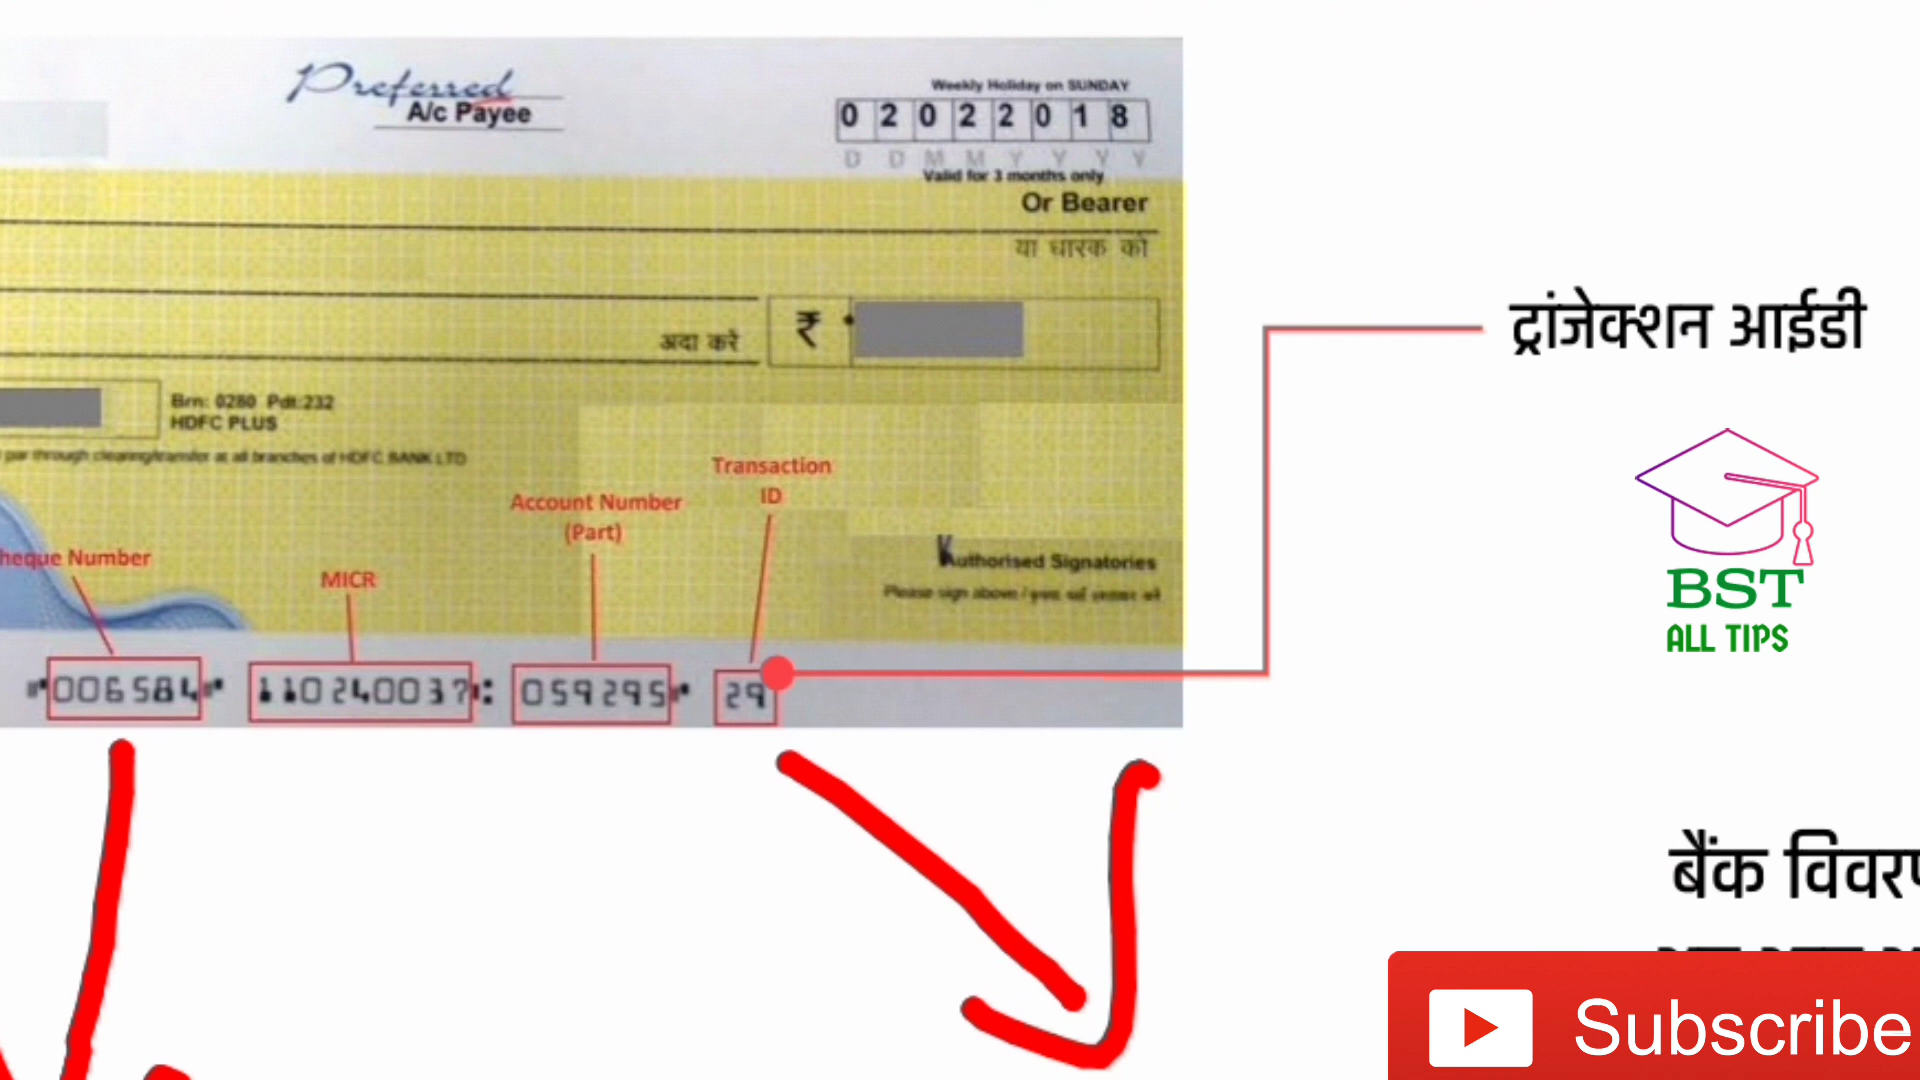 Preferred
A/c Payee
Weekly Holiday on SUNDAY
0 2 0 2 2 0 1 8
D D M M Y Y Y Y
Valid for 3 months only
Or Bearer
या धारक को
अदा करे ₹
ट्रांजेक्शन आईडी
Brn: 0280 Pdt:232
HDFC PLUS
par through clearing/transfer at all branches of HDFC BANK LTD
Transaction
ID
Account Number
(Part)
heque Number
MICR
Authorised Signatories
Please sign above /
BST
ALL TIPS
⑈006584⑈ 110240037⑆ 059295⑈ 29
बैंक विवरण
Subscribe